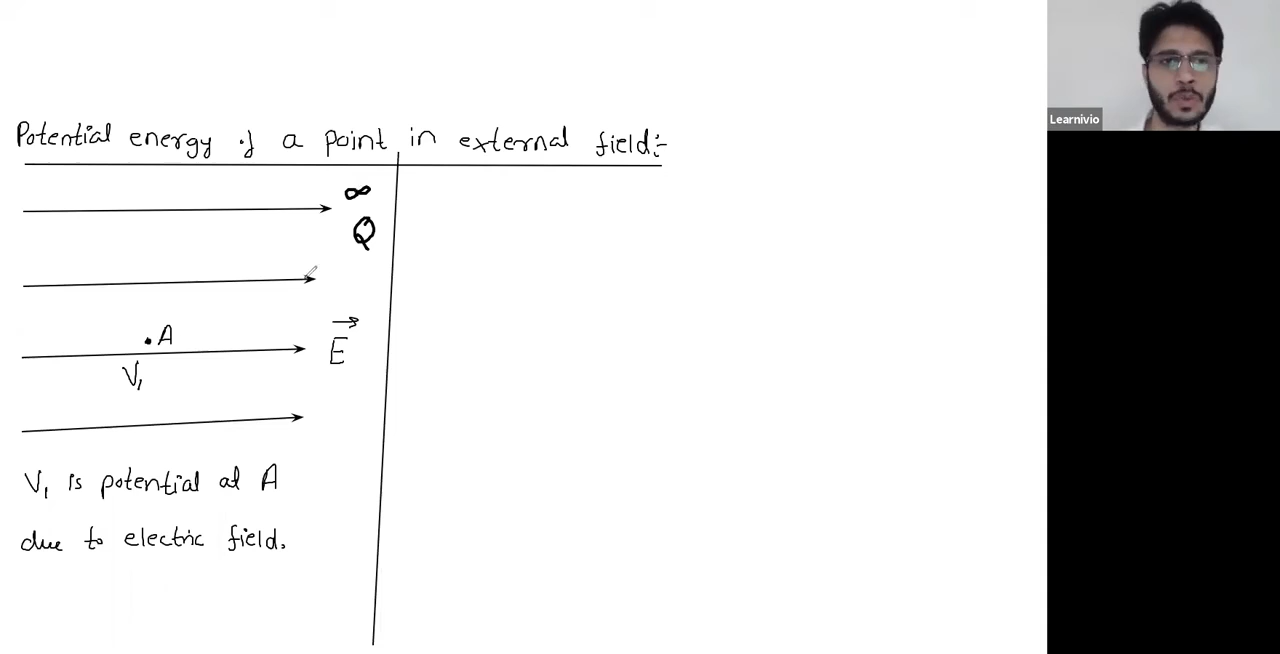 Potential energy of a point in external field:-
∞
Q
.A
E
V₁
V₁ is potential at A
due to electric field.
Learnivio